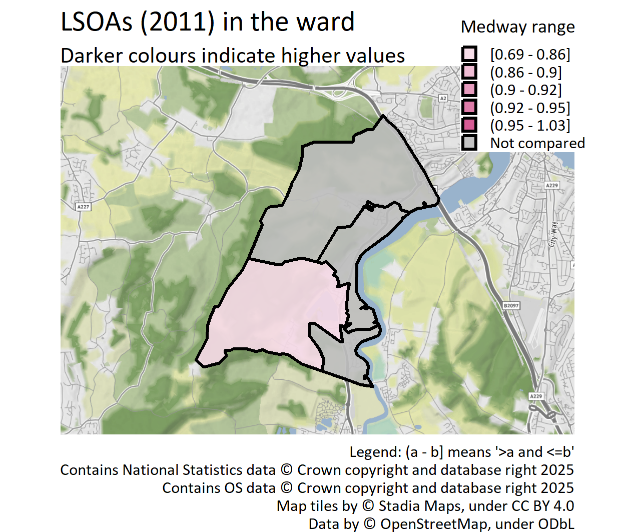 LSOAs (2011) in the ward
Darker colours indicate higher values
Medway range
[0.69 - 0.86]
(0.86 - 0.9]
(0.9 - 0.92]
(0.92 - 0.95]
(0.95 - 1.03]
Not compared
A2
A227
A229
City Way
B2097
A229
Legend: (a - b] means '>a and <=b'
Contains National Statistics data © Crown copyright and database right 2025
Contains OS data © Crown copyright and database right 2025
Map tiles by © Stadia Maps, under CC BY 4.0
Data by © OpenStreetMap, under ODbL